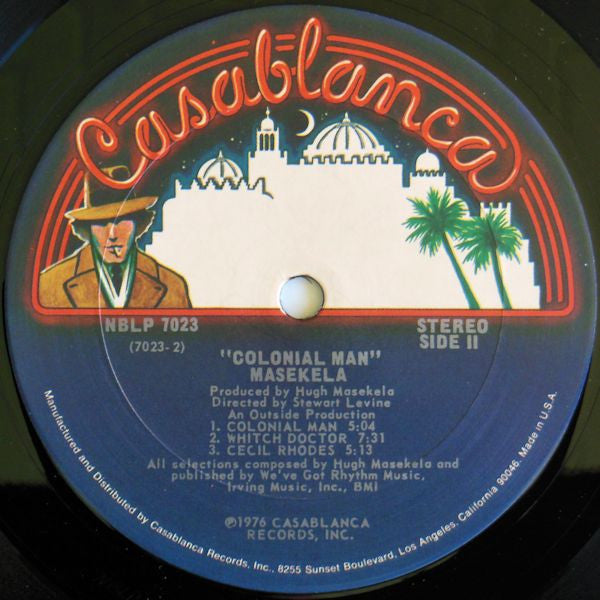 Casablanca
NBLP 7023
(7023-2)
STEREO
SIDE II
"COLONIAL MAN"
MASEKELA
Produced by Hugh Masekela
Directed by Stewart Levine
An Outside Production
1. COLONIAL MAN 5:04
2. WHITCH DOCTOR 7:31
3. CECIL RHODES 5:13
All selections composed by Hugh Masekela and
published by We've Got Rhythm Music,
Irving Music, Inc., BMI
℗1976 CASABLANCA
RECORDS, INC.
Manufactured and Distributed by Casablanca Records, Inc., 8255 Sunset Boulevard, Los Angeles, California 90046. Made in U.S.A.